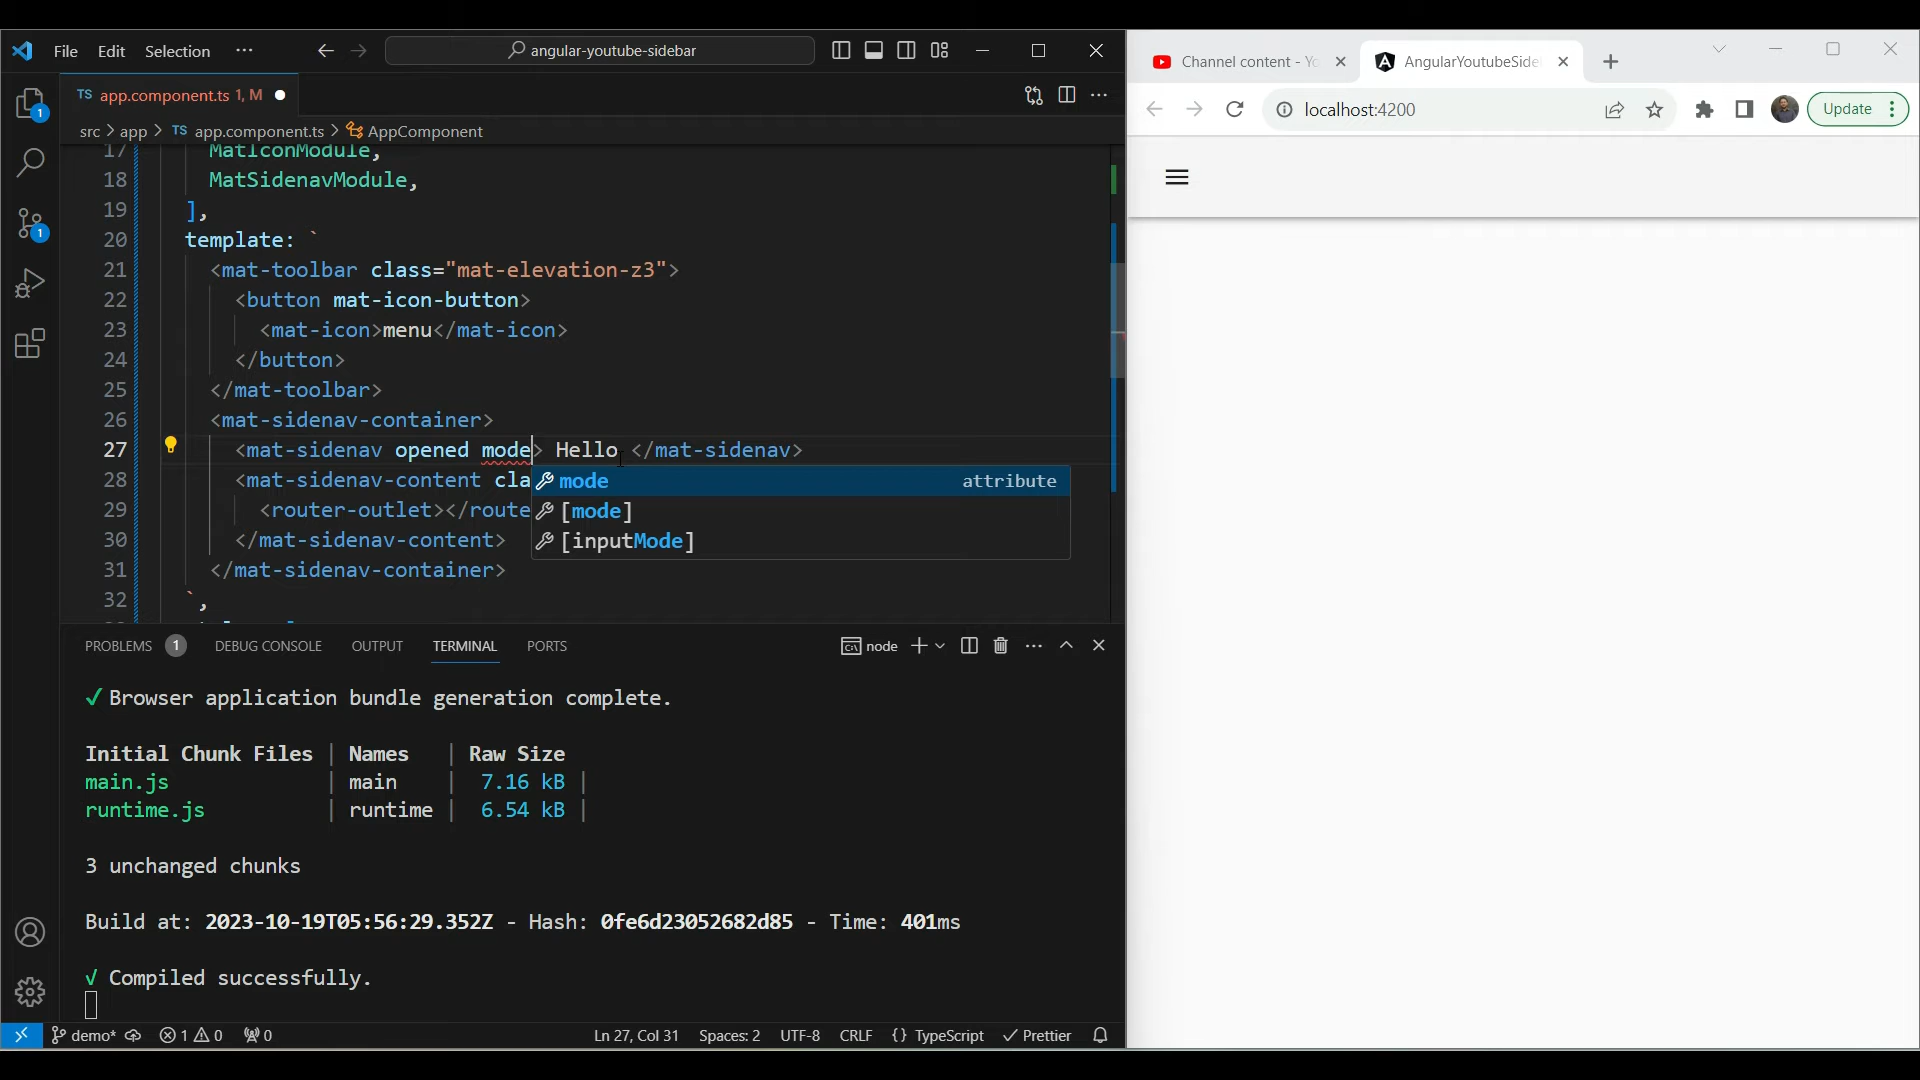 File Edit Selection ··· angular-youtube-sidebar
TS app.component.ts 1, M
src > app > TS app.component.ts > AppComponent
17 MatIconModule,
18 MatSidenavModule,
19 ],
20 template: `
21 <mat-toolbar class="mat-elevation-z3">
22 <button mat-icon-button>
23 <mat-icon>menu</mat-icon>
24 </button>
25 </mat-toolbar>
26 <mat-sidenav-container>
27 <mat-sidenav opened mode> Hello </mat-sidenav>
28 <mat-sidenav-content cla
mode attribute
29 <router-outlet></route
[mode]
30 </mat-sidenav-content>
[inputMode]
31 </mat-sidenav-container>
32 `,
PROBLEMS 1 DEBUG CONSOLE OUTPUT TERMINAL PORTS node
✓ Browser application bundle generation complete.
Initial Chunk Files | Names | Raw Size
main.js | main | 7.16 kB |
runtime.js | runtime | 6.54 kB |
3 unchanged chunks
Build at: 2023-10-19T05:56:29.352Z - Hash: 0fe6d23052682d85 - Time: 401ms
√ Compiled successfully.
demo* 1 0 0 Ln 27, Col 31 Spaces: 2 UTF-8 CRLF {} TypeScript Prettier
1
1
Channel content - Yo AngularYoutubeSide
localhost:4200 Update